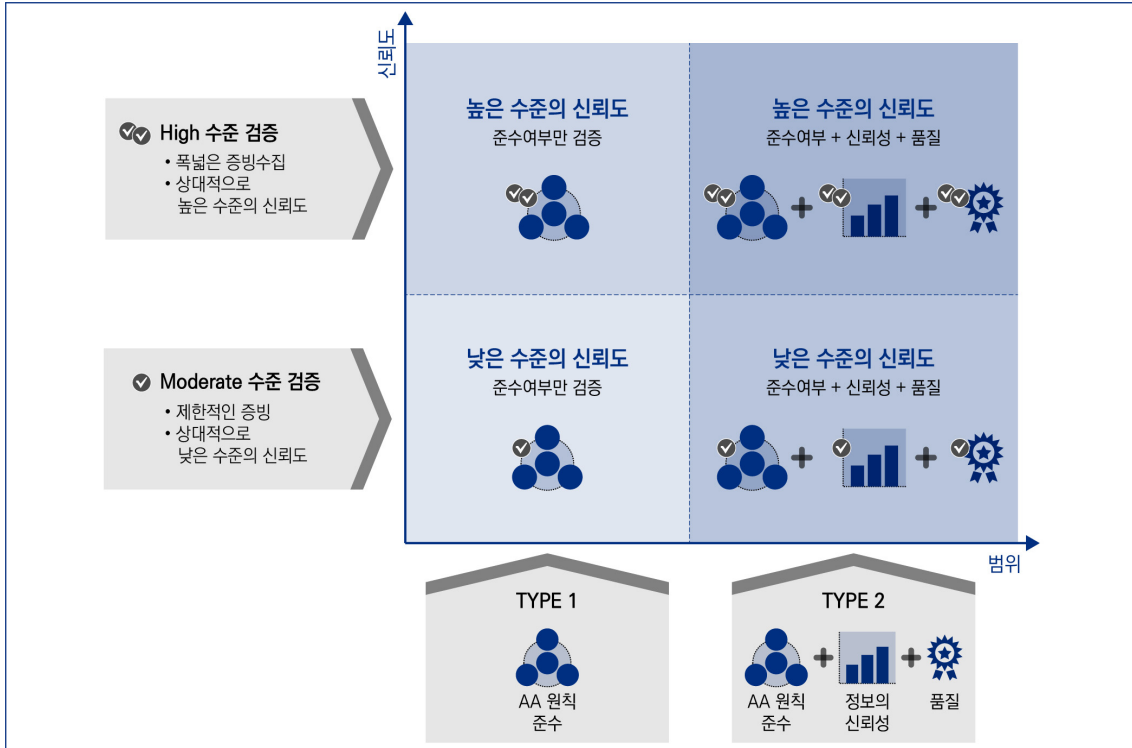 신뢰도
High 수준 검증
• 폭넓은 증빙수집
• 상대적으로
높은 수준의 신뢰도
높은 수준의 신뢰도
준수여부만 검증
높은 수준의 신뢰도
준수여부 + 신뢰성 + 품질
Moderate 수준 검증
• 제한적인 증빙
• 상대적으로
낮은 수준의 신뢰도
낮은 수준의 신뢰도
준수여부만 검증
낮은 수준의 신뢰도
준수여부 + 신뢰성 + 품질
범위
TYPE 1
AA 원칙
준수
TYPE 2
AA 원칙
준수
정보의
신뢰성
품질